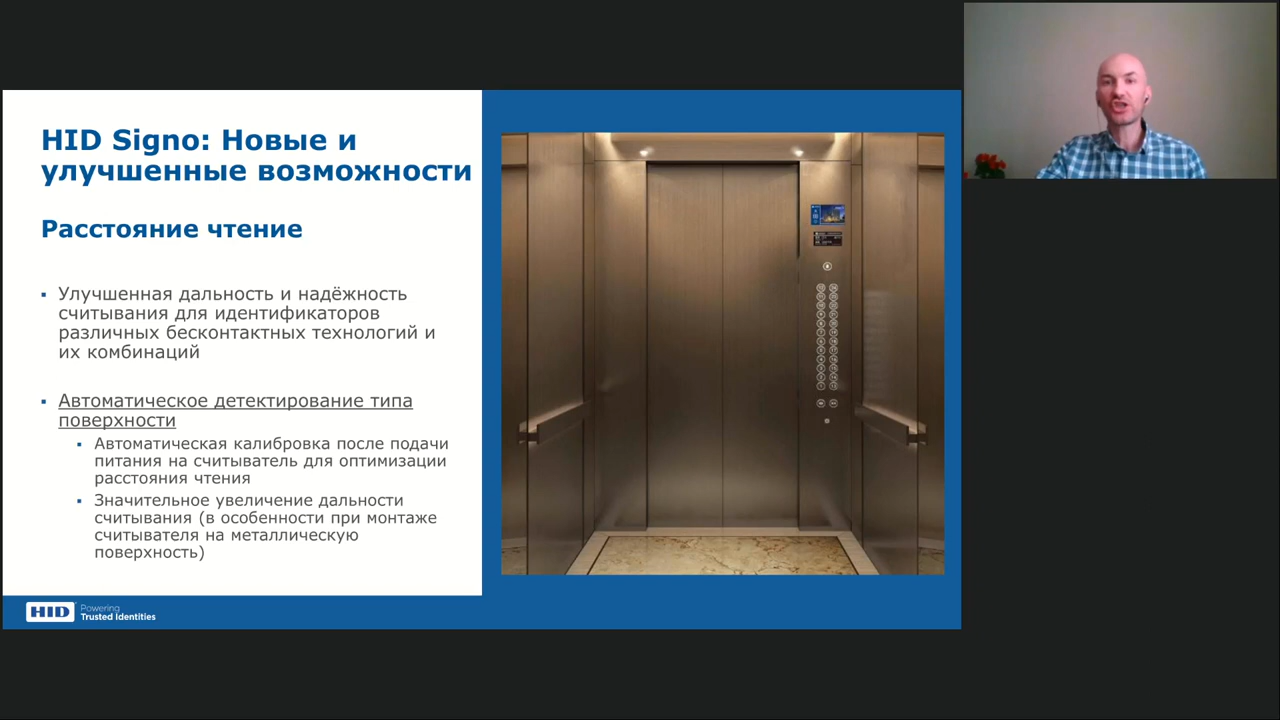 HID Signo: Новые и
улучшенные возможности
Расстояние чтение
Улучшенная дальность и надёжность
считывания для идентификаторов
различных бесконтактных технологий и
их комбинаций
Автоматическое детектирование типа
поверхности
Автоматическая калибровка после подачи
питания на считыватель для оптимизации
расстояния чтения
Значительное увеличение дальности
считывания (в особенности при монтаже
считывателя на металлическую
поверхность)
HID
Powering
Trusted Identities